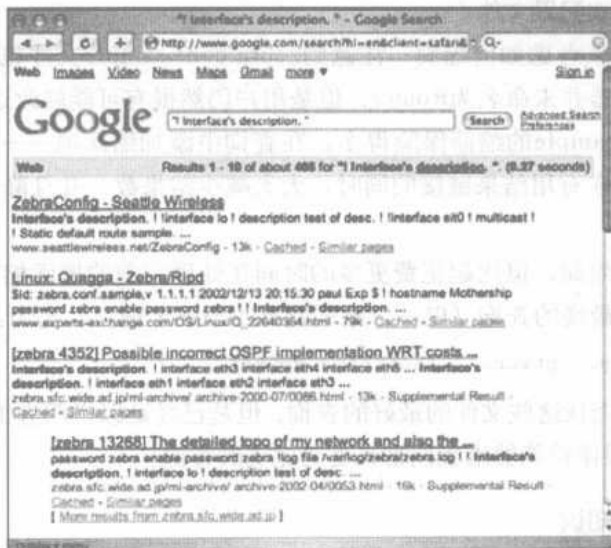 "! Interface's description. " - Google Search
http://www.google.com/search?hl=en&client=safari&
Q-
Web Images Video News Maps Gmail more ▼ Sign in
Google "! Interface's description. " Search Advanced Search
Preferences
Web Results 1 - 10 of about 468 for "! Interface's description. ". (0.37 seconds)
ZebraConfig - Seattle Wireless
Interface's description. ! !interface lo ! description test of desc. ! !interface sit0 ! multicast !
! Static default route sample. ...
www.seattlewireless.net/ZebraConfig - 13k - Cached - Similar pages
Linux: Quagga - Zebra/Ripd
$Id: zebra.conf.sample,v 1.1.1.1 2002/12/13 20:15:30 paul Exp $ ! hostname Mothership
password zebra enable password zebra ! ! Interface's description. ...
www.experts-exchange.com/OS/Linux/Q_22640364.html - 79k - Cached - Similar pages
[zebra 4352] Possible incorrect OSPF implementation WRT costs ...
Interface's description. ! interface eth3 interface eth4 interface eth5 ... Interface's
description. ! interface eth1 interface eth2 interface eth3 ...
zebra.sfc.wide.ad.jp/ml-archive/ archive-2000-07/0086.html - 13k - Supplemental Result -
Cached - Similar pages
[zebra 13268] The detailed topo of my network and also the ...
password zebra enable password zebra !log file /var/log/zebra/zebra.log ! ! Interface's
description. ! interface lo ! description test of desc. ...
zebra.sfc.wide.ad.jp/ml-archive/ archive-2002-04/0053.html - 16k - Supplemental Result -
Cached - Similar pages
[ More results from zebra.sfc.wide.ad.jp ]